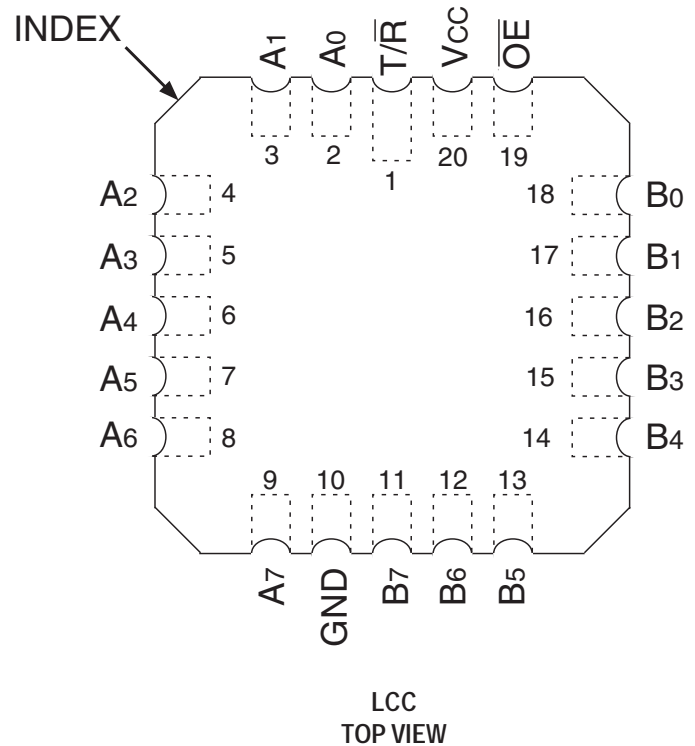 INDEX
A1 A0 T/R̅ VCC O̅E̅
3 2 1 20 19
A2 4 18 B0
A3 5 17 B1
A4 6 16 B2
A5 7 15 B3
A6 8 14 B4
9 10 11 12 13
A7 GND B7 B6 B5
LCC
TOP VIEW